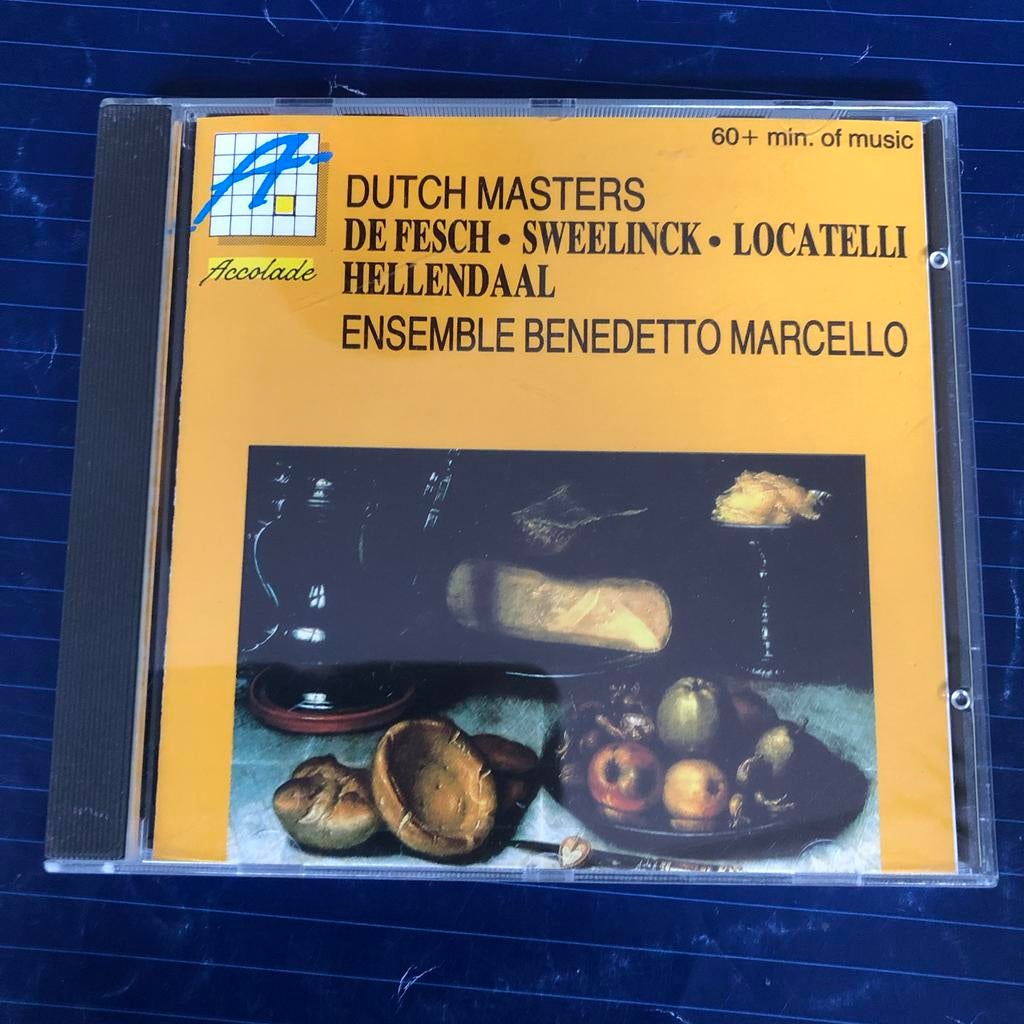 60+ min. of music
A
DUTCH MASTERS
DE FESCH • SWEELINCK • LOCATELLI
HELLENDAAL
Accolade
ENSEMBLE BENEDETTO MARCELLO